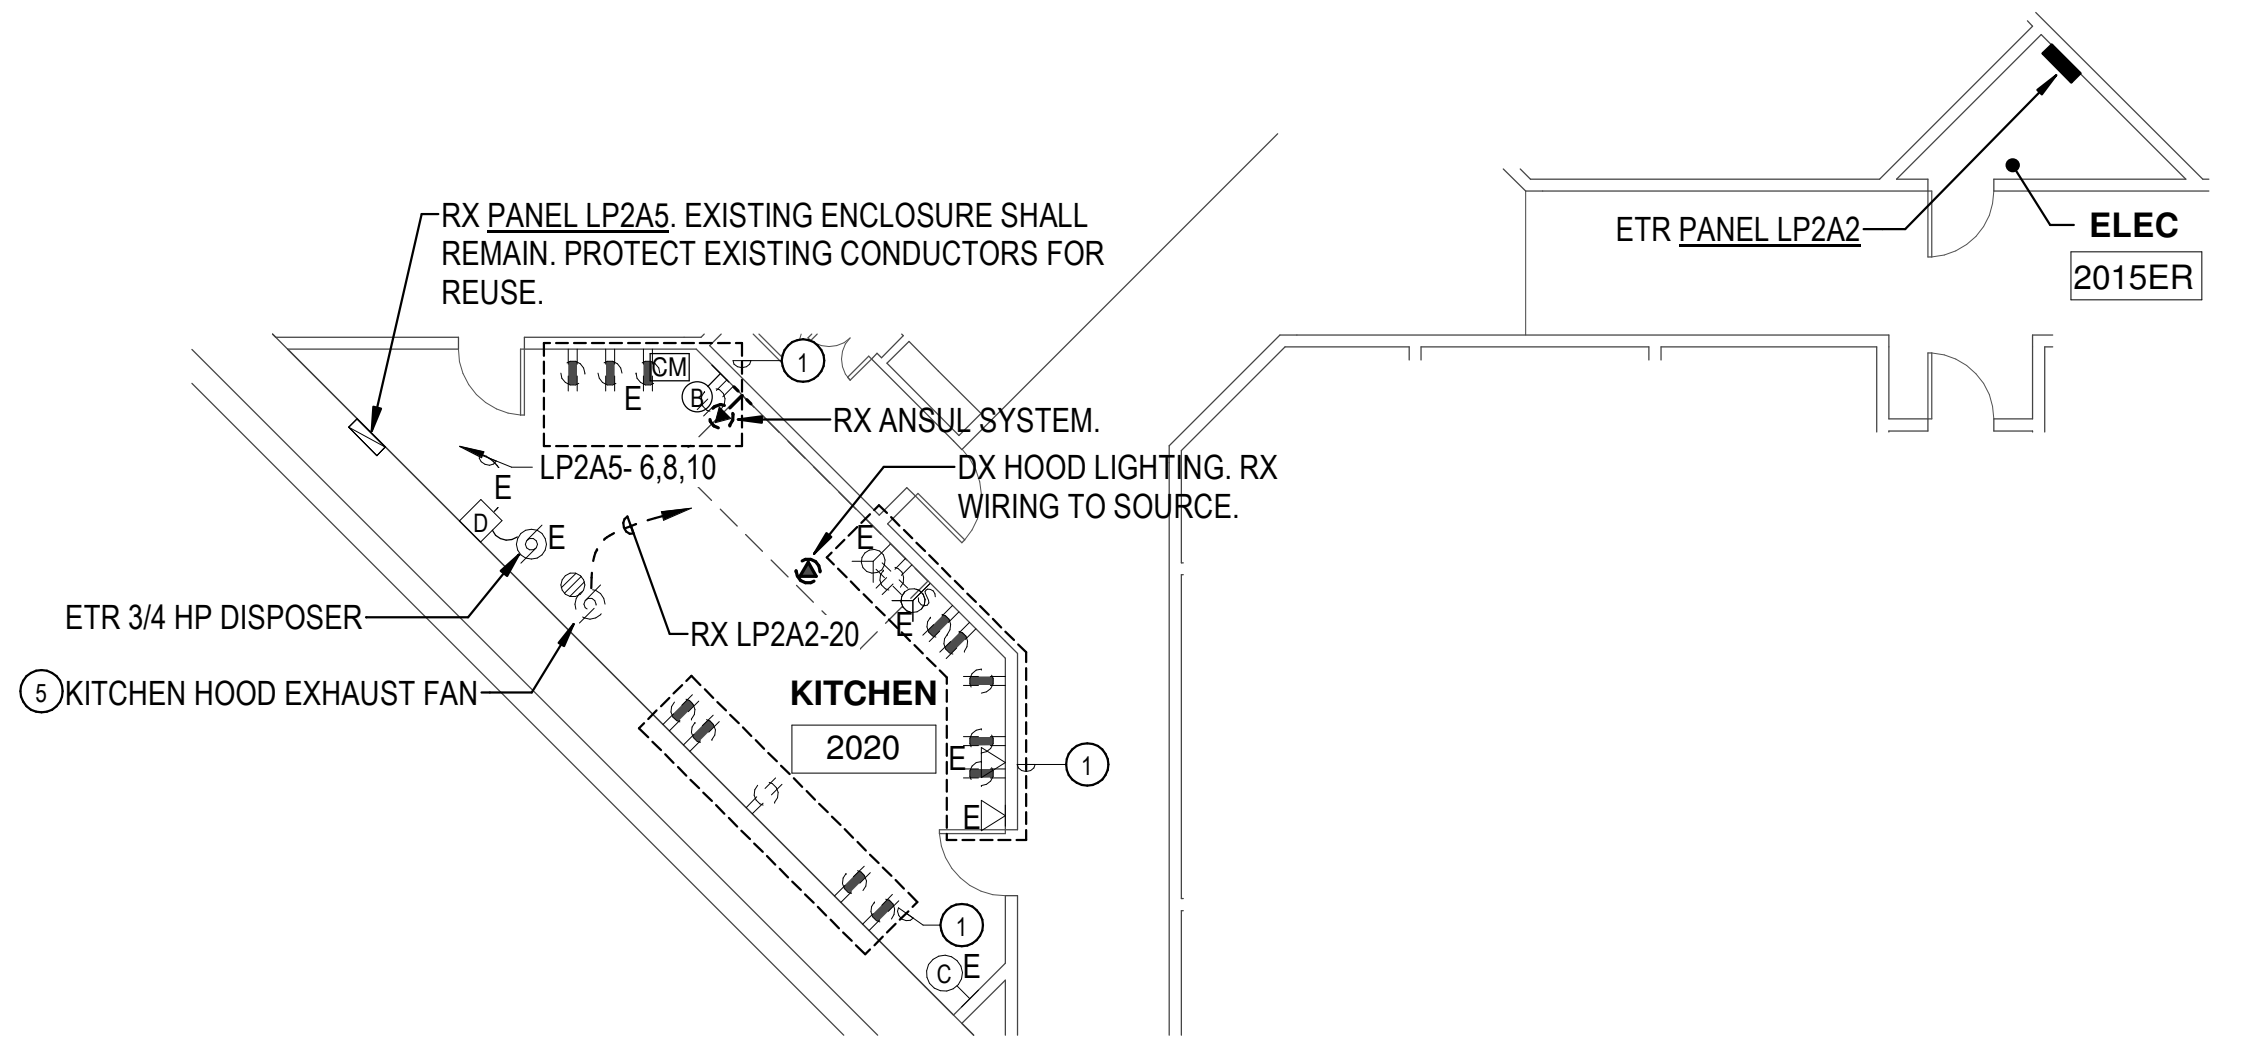 RX PANEL LP2A5. EXISTING ENCLOSURE SHALL
REMAIN. PROTECT EXISTING CONDUCTORS FOR
REUSE.
ETR PANEL LP2A2
ELEC
2015ER
CM
1
E
B
RX ANSUL SYSTEM.
LP2A5- 6,8,10
DX HOOD LIGHTING. RX
WIRING TO SOURCE.
E
D
E
E
E
ETR 3/4 HP DISPOSER
RX LP2A2-20
5
KITCHEN HOOD EXHAUST FAN
KITCHEN
2020
E
1
E
1
C
E